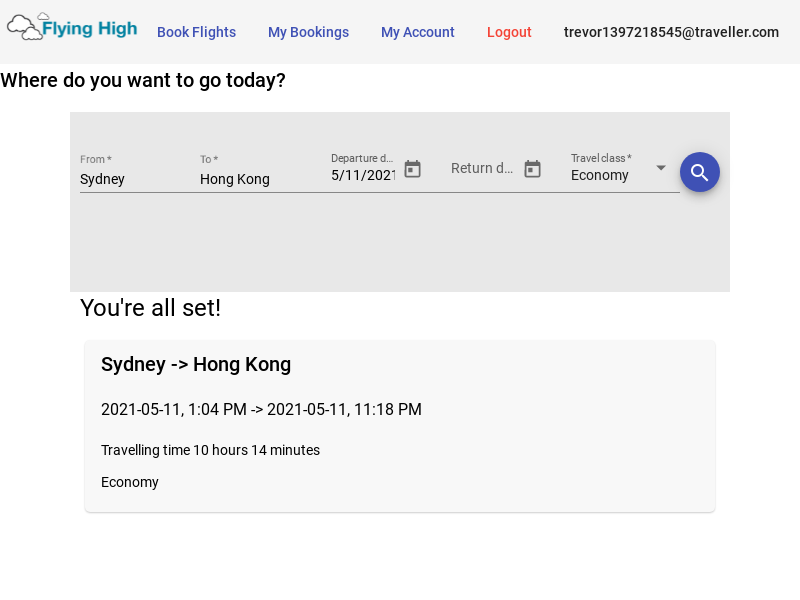 Flying High Book Flights My Bookings My Account Logout trevor1397218545@traveller.com
Where do you want to go today?
From * To * Departure d... Return d... Travel class *
Sydney Hong Kong 5/11/2021 Economy
You're all set!
Sydney -> Hong Kong
2021-05-11, 1:04 PM -> 2021-05-11, 11:18 PM
Travelling time 10 hours 14 minutes
Economy